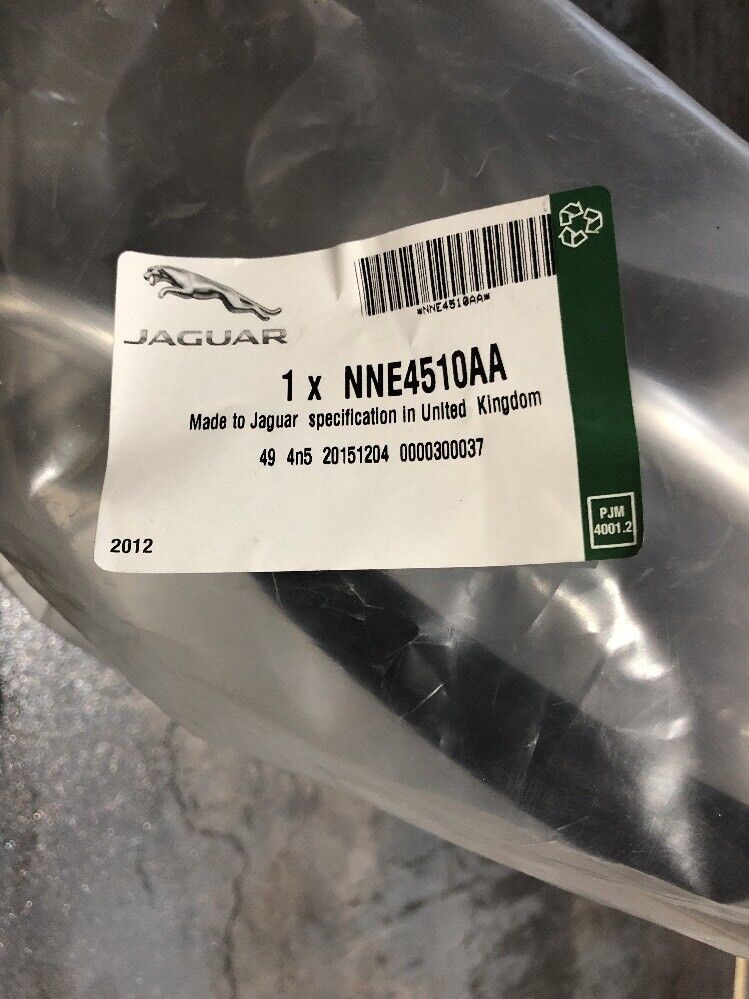 JAGUAR
*NNE4510AA*
1 x NNE4510AA
Made to Jaguar specification in United Kingdom
49 4n5 20151204 0000300037
2012
PJM
4001.2